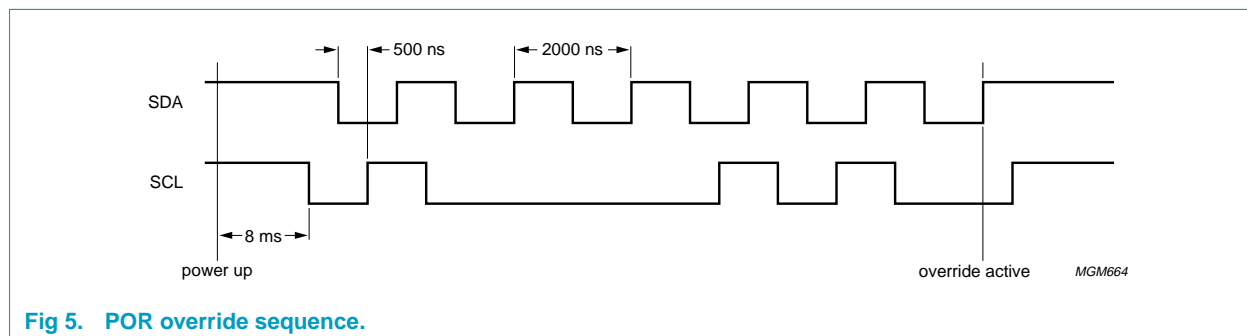 500 ns
2000 ns
SDA
SCL
8 ms
power up
override active
MGM664
Fig 5. POR override sequence.